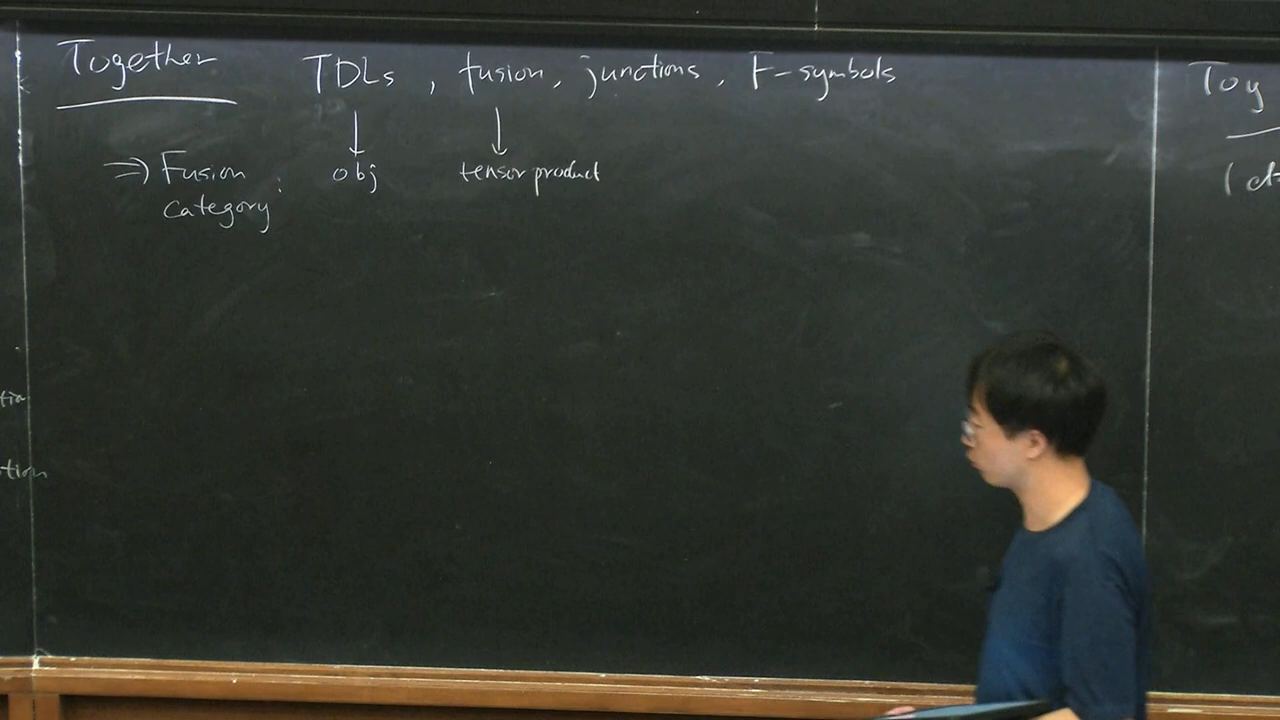 Together TDLs , fusion, junctions, F-symbols
↓ ↓
⇒ Fusion category : obj tensor product
Toy